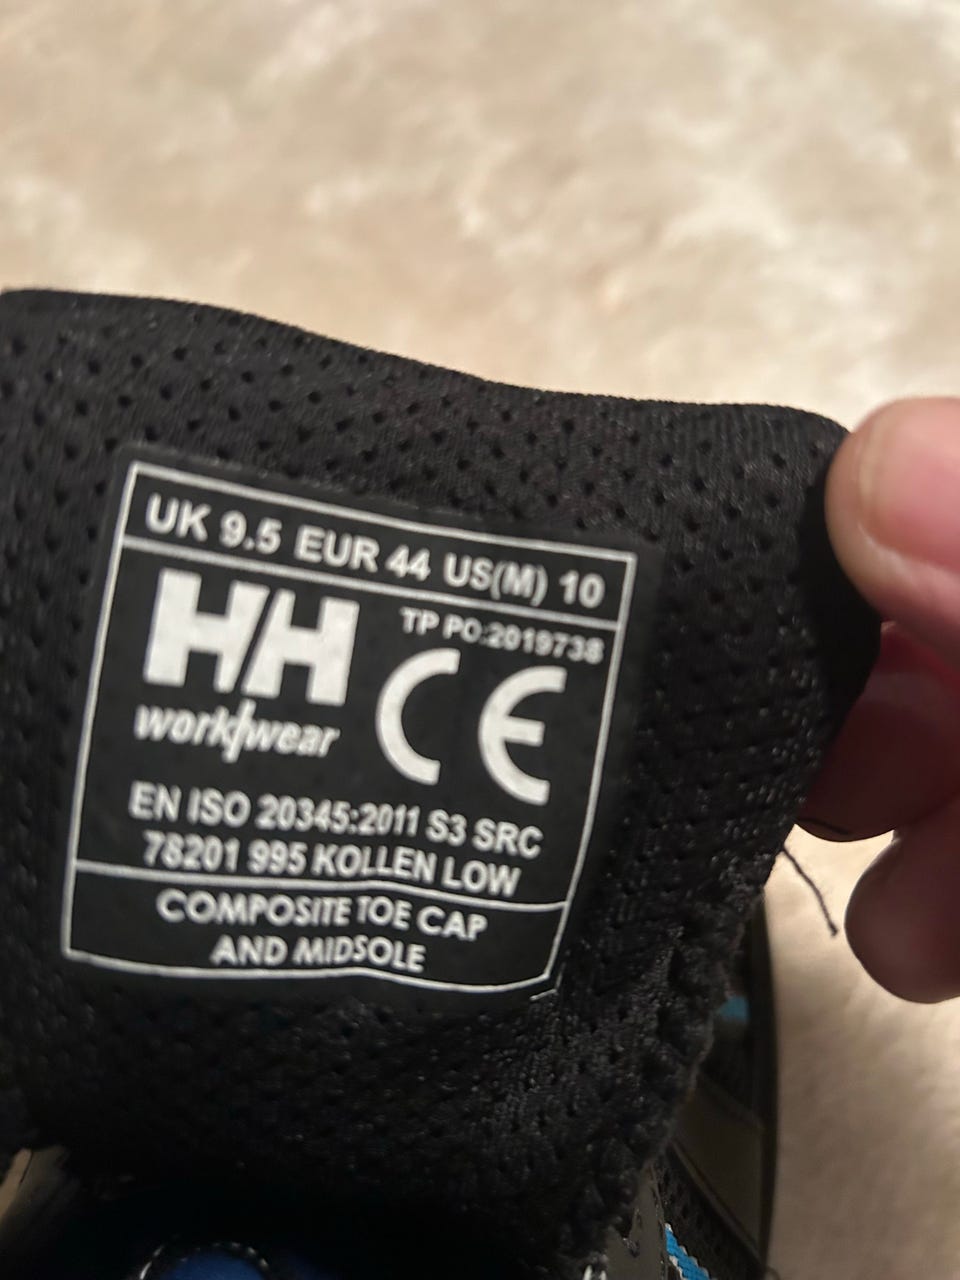 UK 9.5 EUR 44 US(M) 10
HH
TP PO:2019738
workwear
CE
EN ISO 20345:2011 S3 SRC
78201 995 KOLLEN LOW
COMPOSITE TOE CAP
AND MIDSOLE